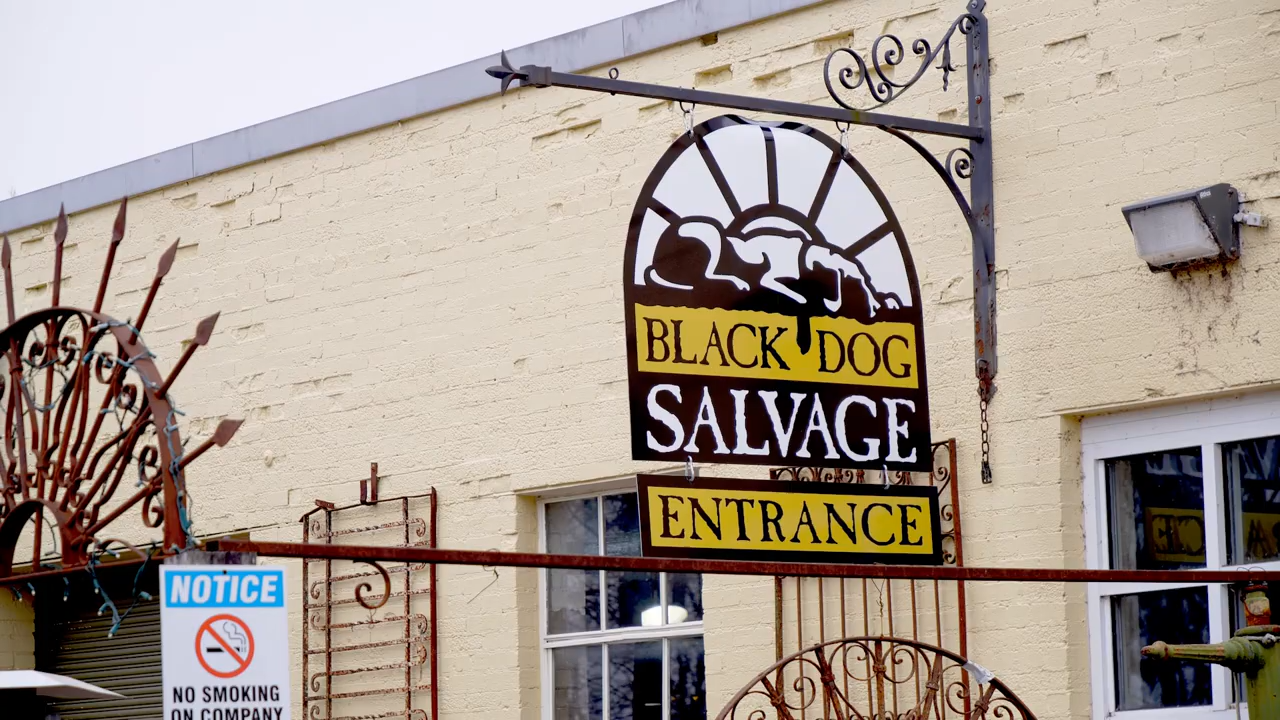 BLACK DOG
SALVAGE
ENTRANCE
NOTICE
NO SMOKING
ON COMPANY